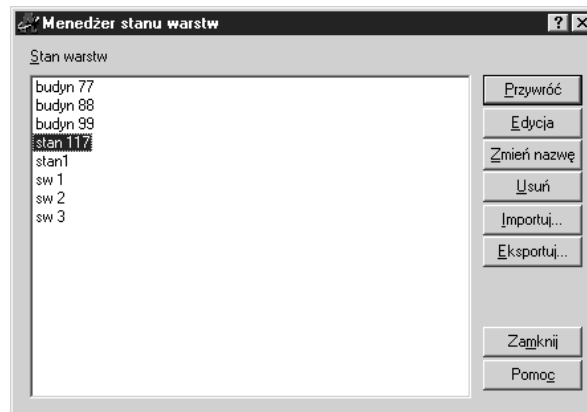 Menedżer stanu warstw
Stan warstw
budyn 77
budyn 88
budyn 99
stan 117
stan1
sw 1
sw 2
sw 3
Przywróć
Edycja
Zmień nazwę
Usuń
Importuj...
Eksportuj...
Zamknij
Pomoc